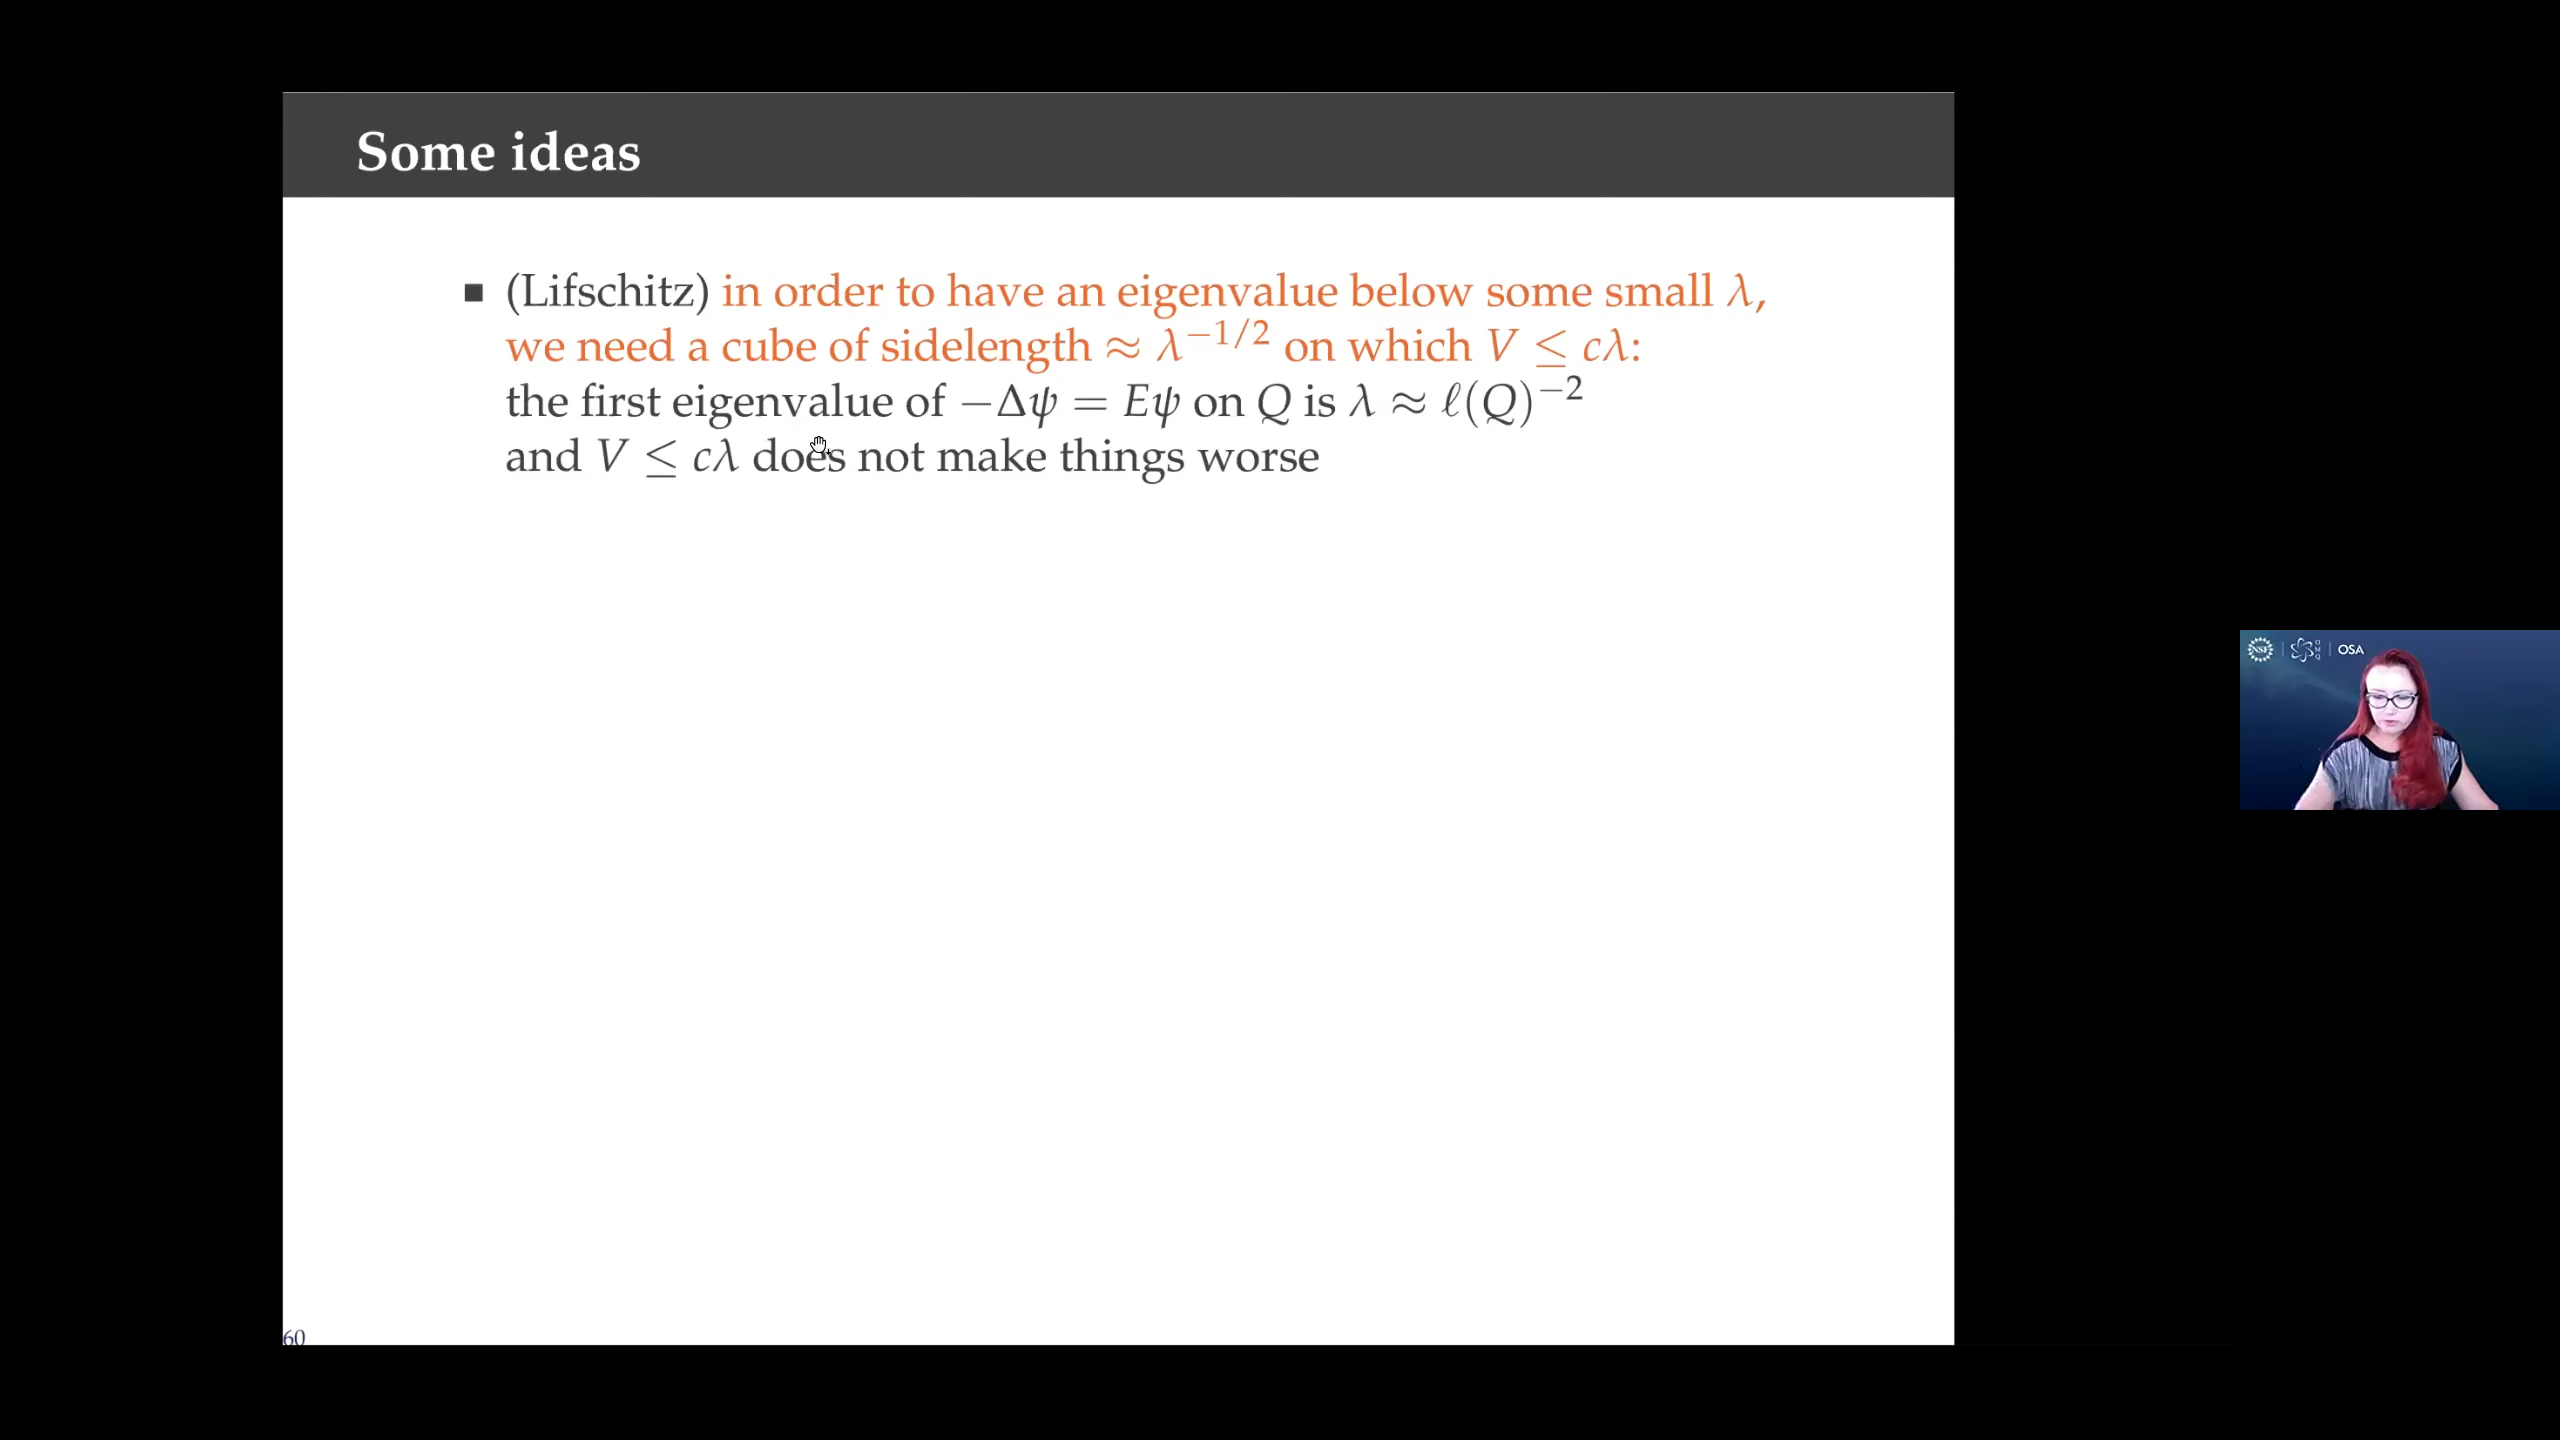 Some ideas
(Lifschitz) in order to have an eigenvalue below some small λ,
we need a cube of sidelength ≈ λ^{−1/2} on which V ≤ cλ:
the first eigenvalue of −Δψ = Eψ on Q is λ ≈ ℓ(Q)^{−2}
and V ≤ cλ does not make things worse
60
NSF
OSA